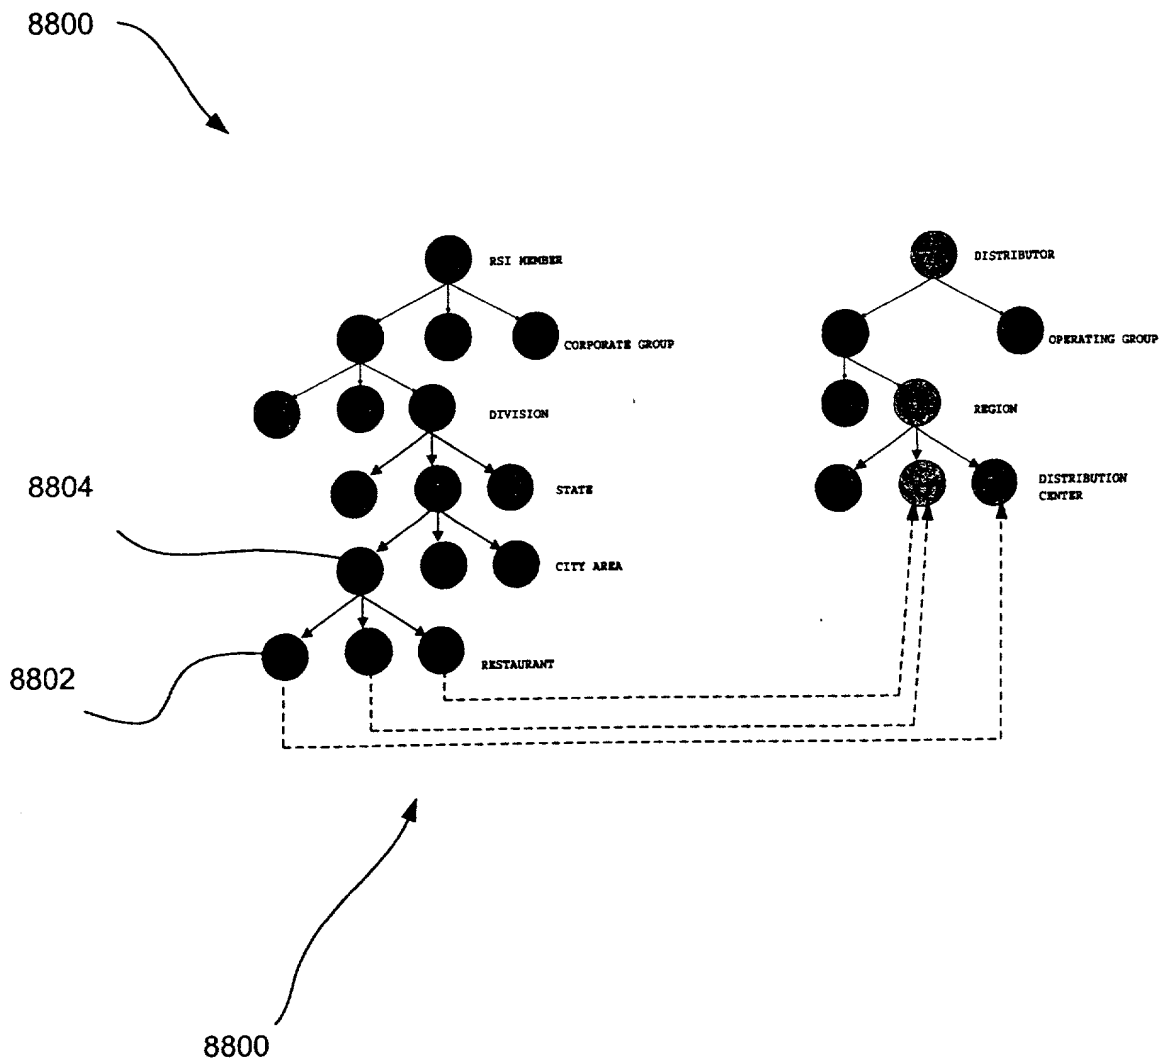 8800
RSI MEMBER
DISTRIBUTOR
CORPORATE GROUP
OPERATING GROUP
DIVISION
REGION
8804
STATE
DISTRIBUTION
CENTER
CITY AREA
8802
RESTAURANT
8800